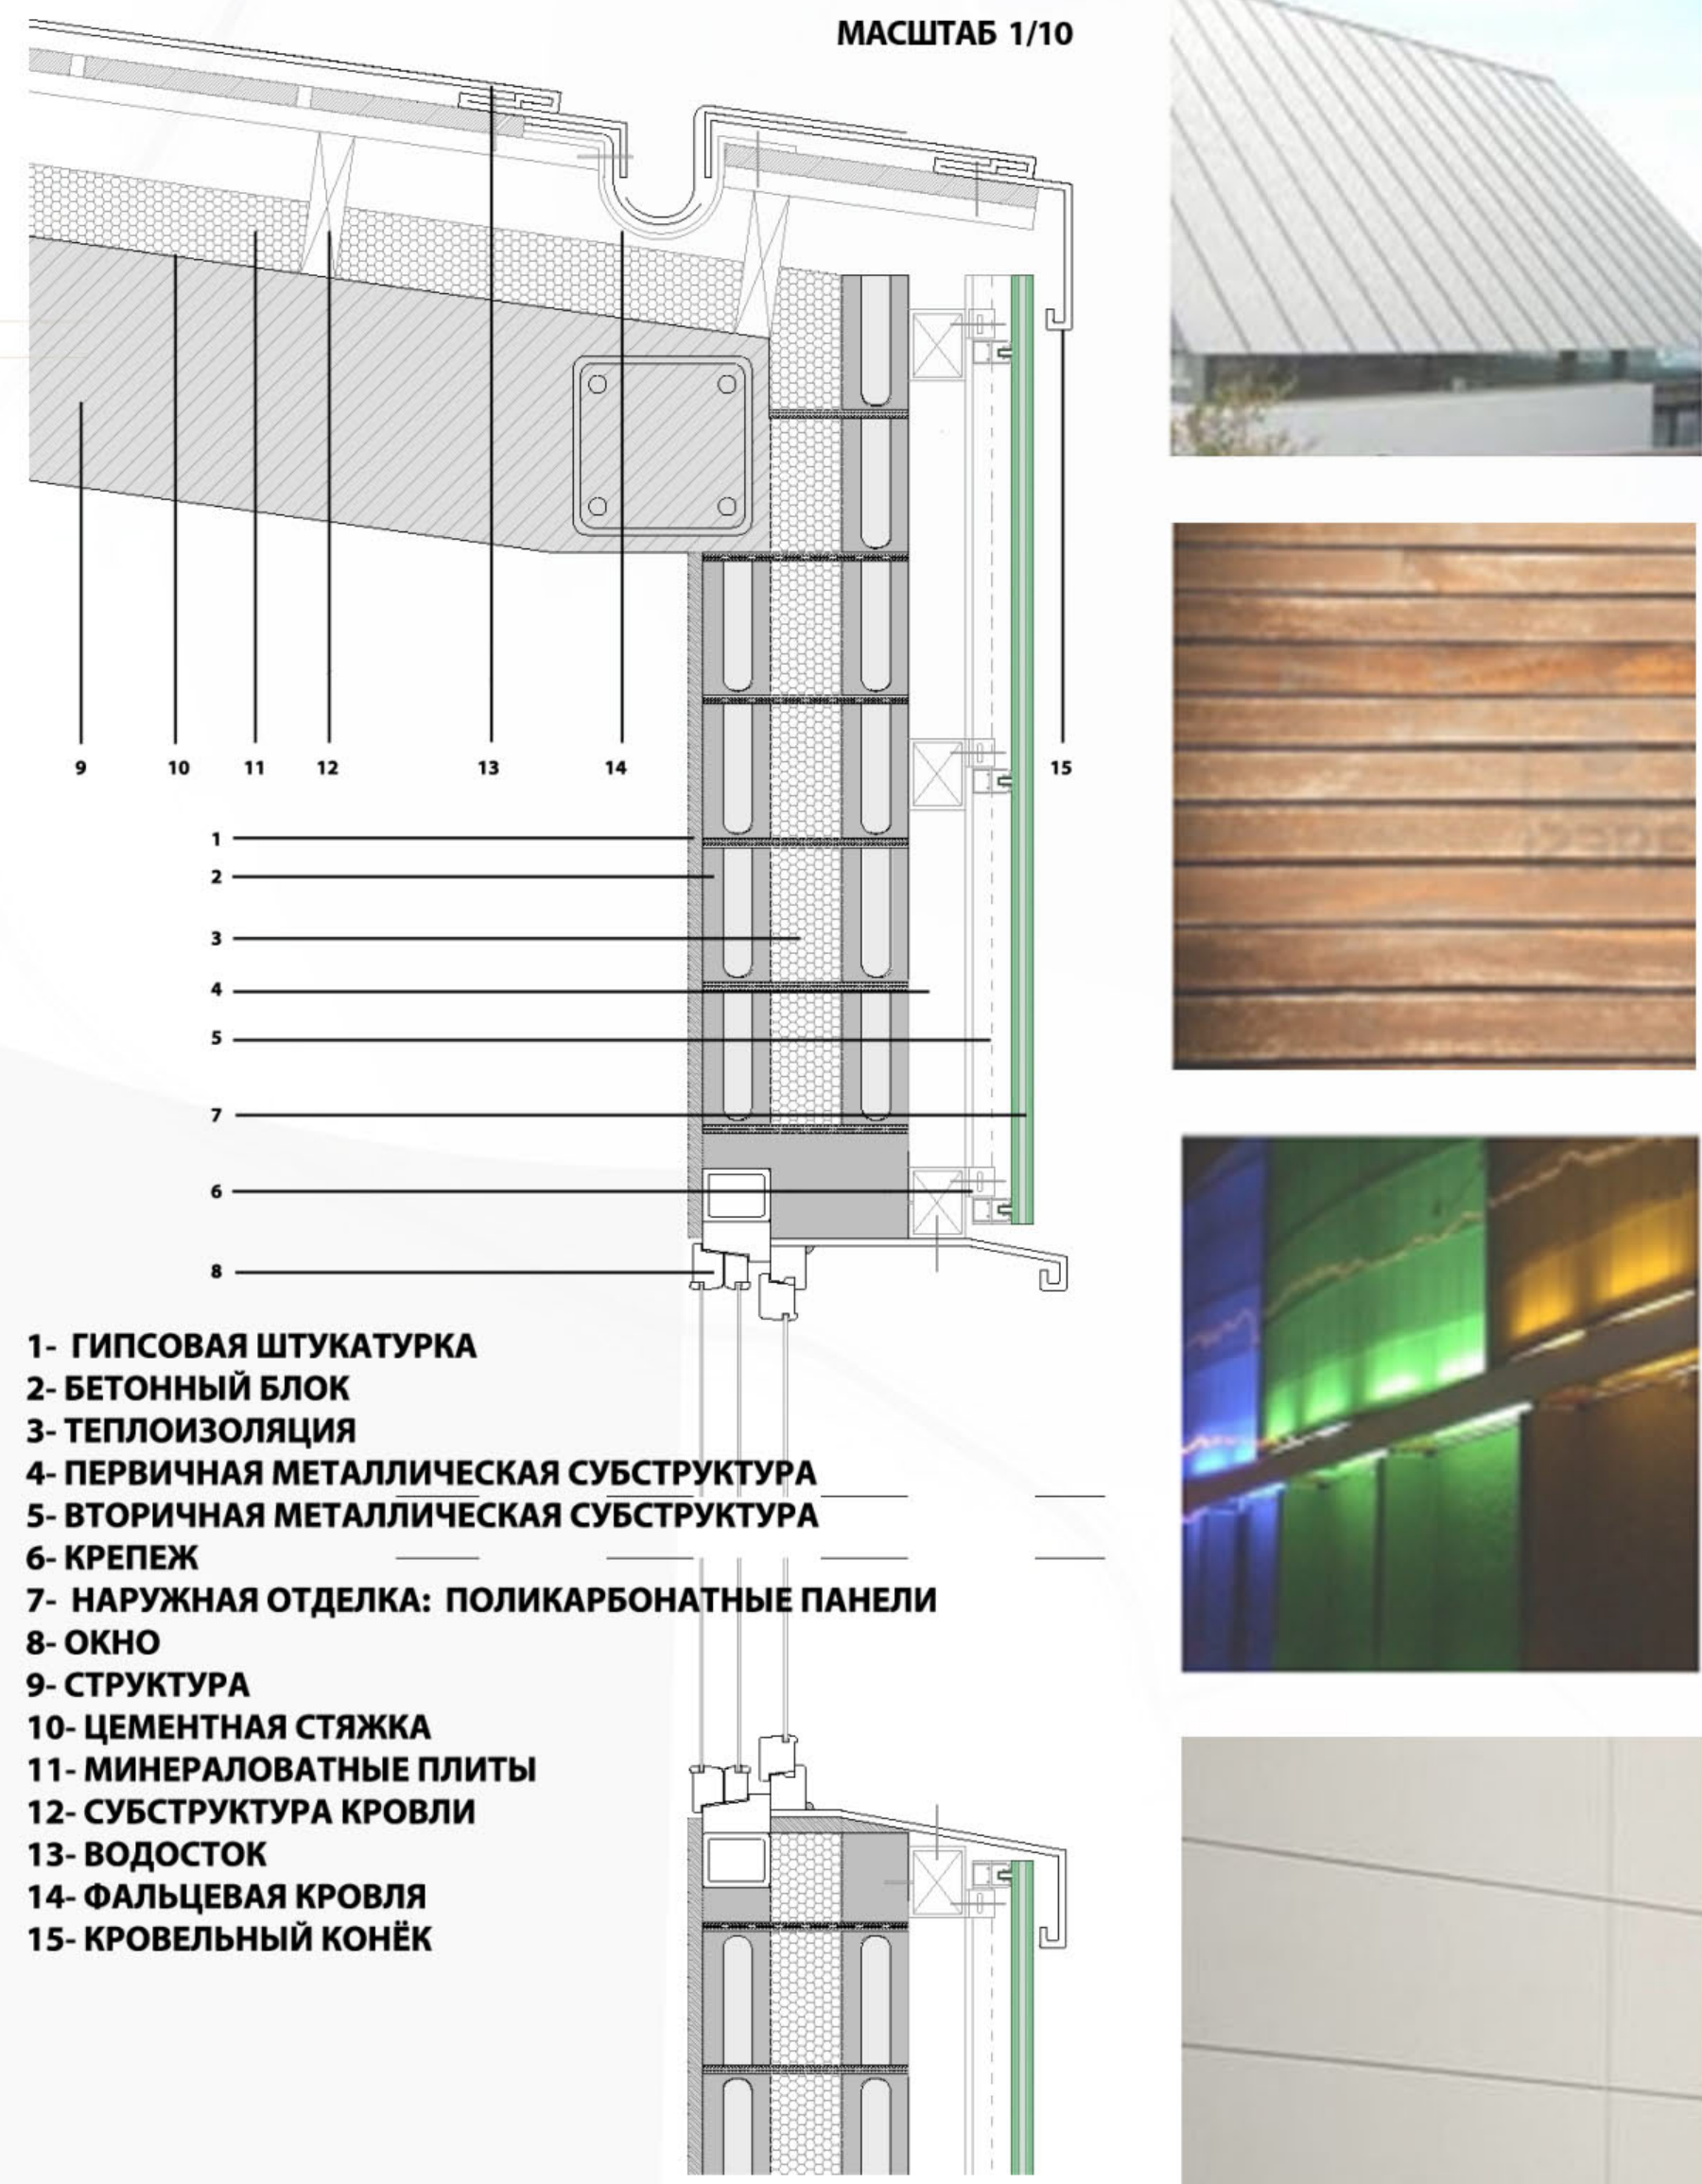 МАСШТАБ 1/10
9 10 11 12 13 14 15
1
2
3
4
5
7
6
8
1- ГИПСОВАЯ ШТУКАТУРКА
2- БЕТОННЫЙ БЛОК
3- ТЕПЛОИЗОЛЯЦИЯ
4- ПЕРВИЧНАЯ МЕТАЛЛИЧЕСКАЯ СУБСТРУКТУРА
5- ВТОРИЧНАЯ МЕТАЛЛИЧЕСКАЯ СУБСТРУКТУРА
6- КРЕПЕЖ
7- НАРУЖНАЯ ОТДЕЛКА: ПОЛИКАРБОНАТНЫЕ ПАНЕЛИ
8- ОКНО
9- СТРУКТУРА
10- ЦЕМЕНТНАЯ СТЯЖКА
11- МИНЕРАЛОВАТНЫЕ ПЛИТЫ
12- СУБСТРУКТУРА КРОВЛИ
13- ВОДОСТОК
14- ФАЛЬЦЕВАЯ КРОВЛЯ
15- КРОВЕЛЬНЫЙ КОНЁК